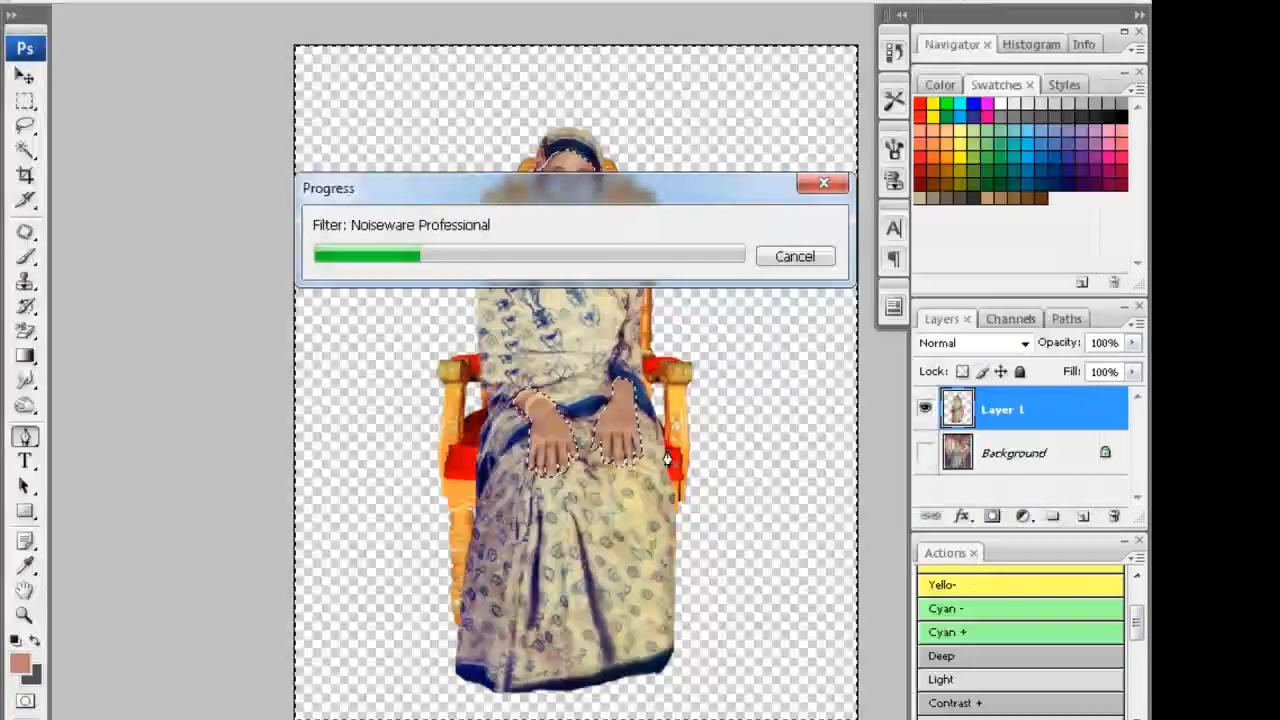 Ps
Navigator × Histogram Info
Color Swatches × Styles
Progress
Filter: Noiseware Professional
Cancel
A
T
Layers × Channels Paths
Normal Opacity: 100%
Lock: Fill: 100%
Layer 1
Background
fx
Actions ×
Yello-
Cyan -
Cyan +
Deep
Light
Contrast +